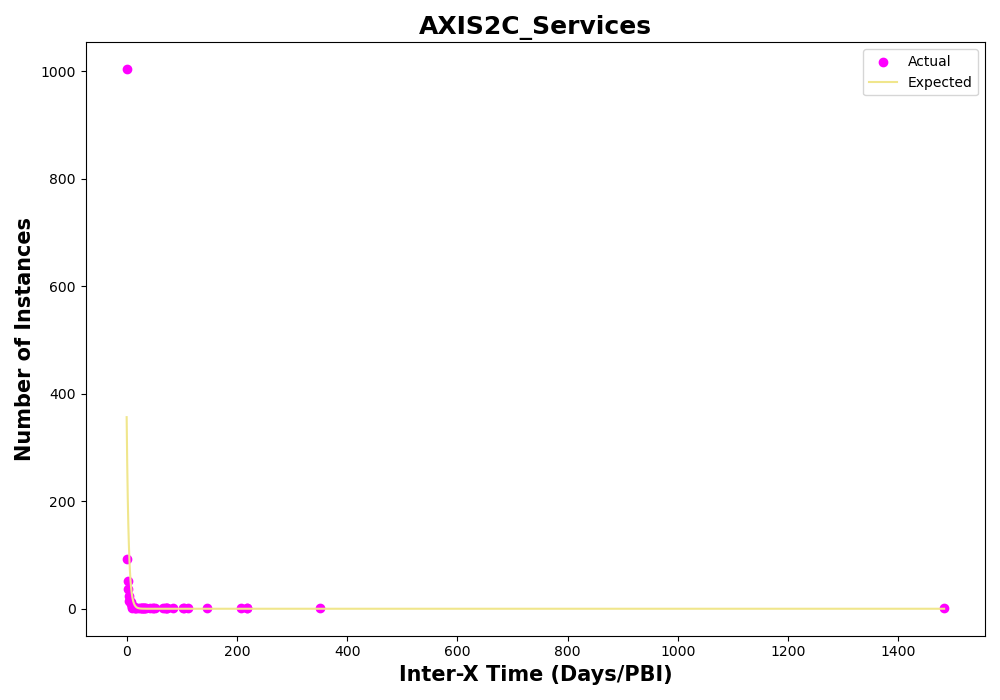 AXIS2C_Services
Actual
Expected
Number of Instances
1000
800
600
400
200
0
0 200 400 600 800 1000 1200 1400
Inter-X Time (Days/PBI)